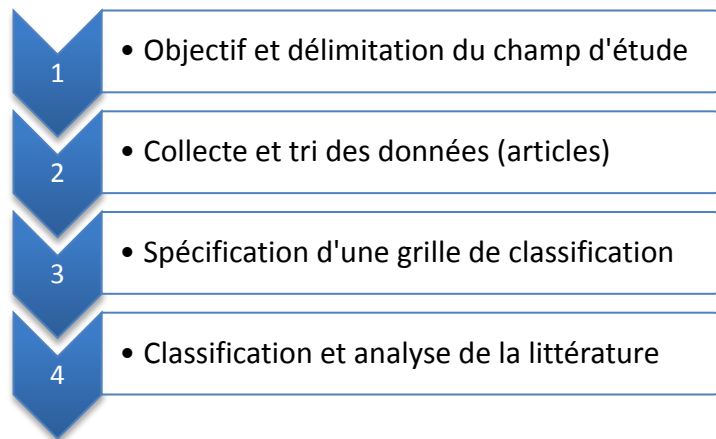 1
• Objectif et délimitation du champ d'étude
2
• Collecte et tri des données (articles)
3
• Spécification d'une grille de classification
4
• Classification et analyse de la littérature